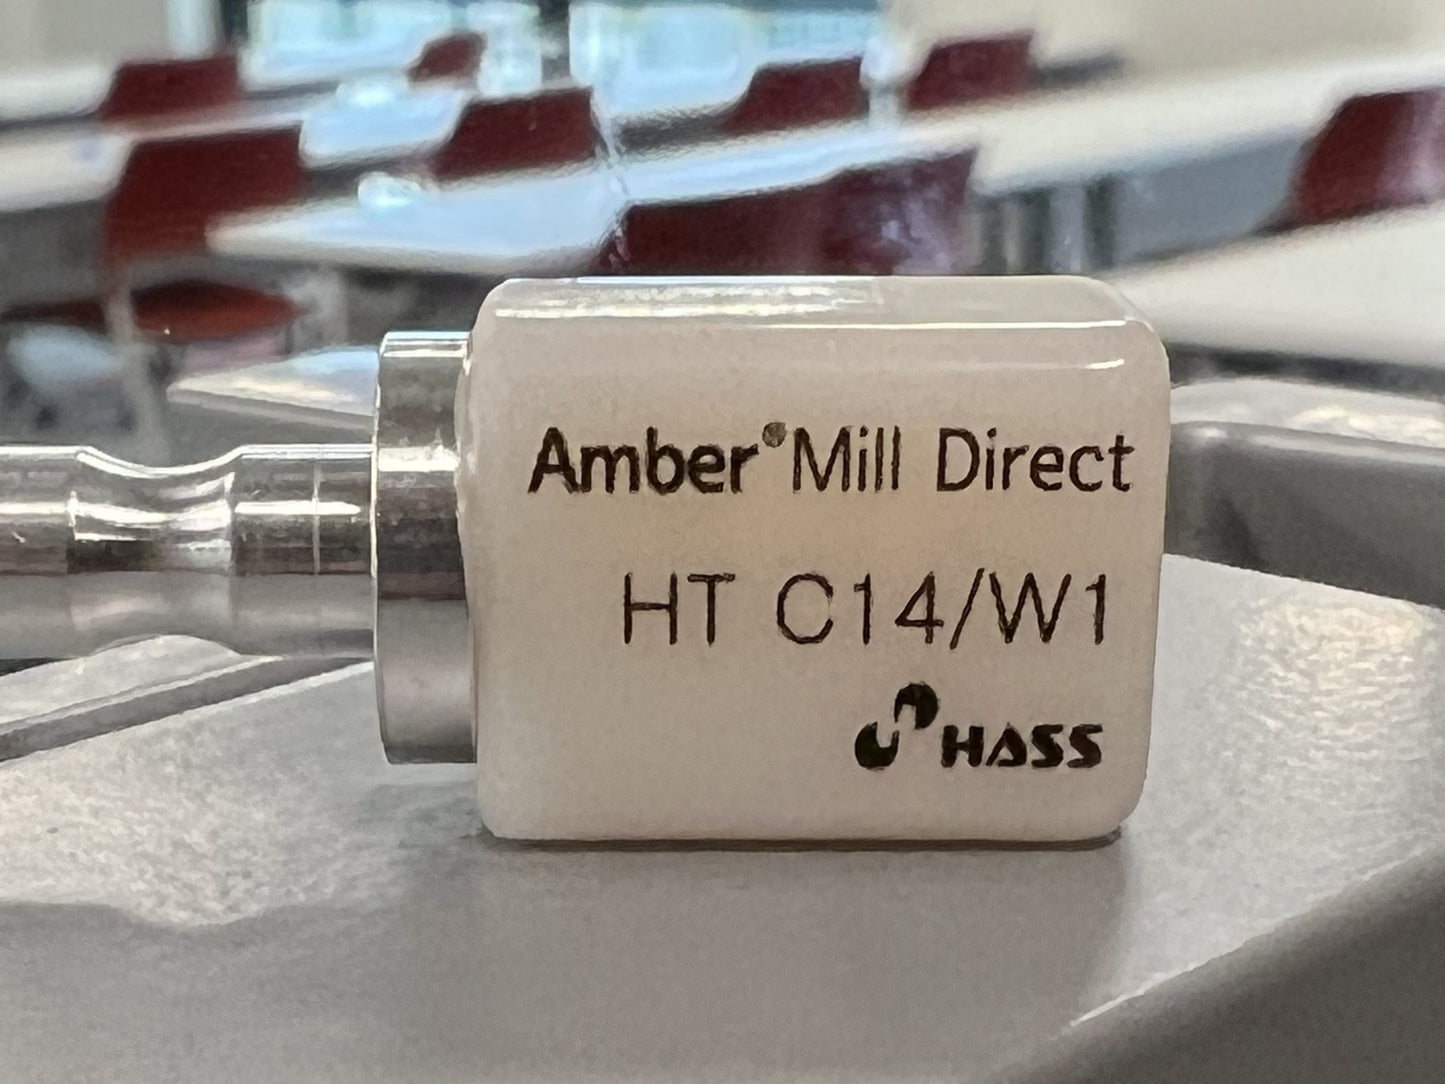 Amber® Mill Direct
HT C14/W1
HASS